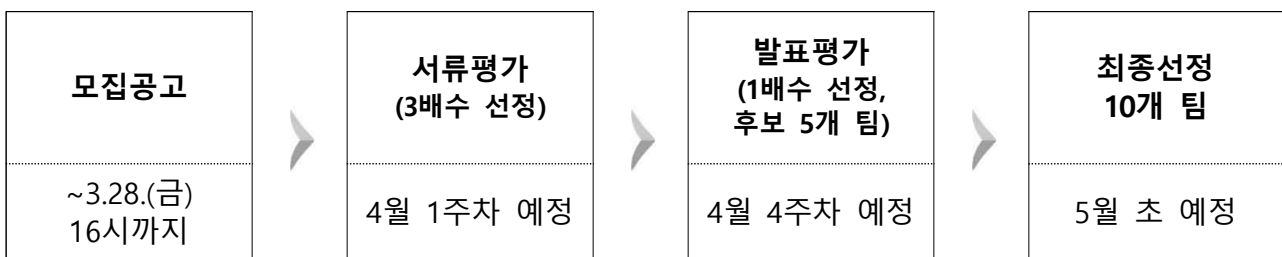 모집공고
~3.28.(금)
16시까지
서류평가
(3배수 선정)
4월 1주차 예정
발표평가
(1배수 선정,
후보 5개 팀)
4월 4주차 예정
최종선정
10개 팀
5월 초 예정